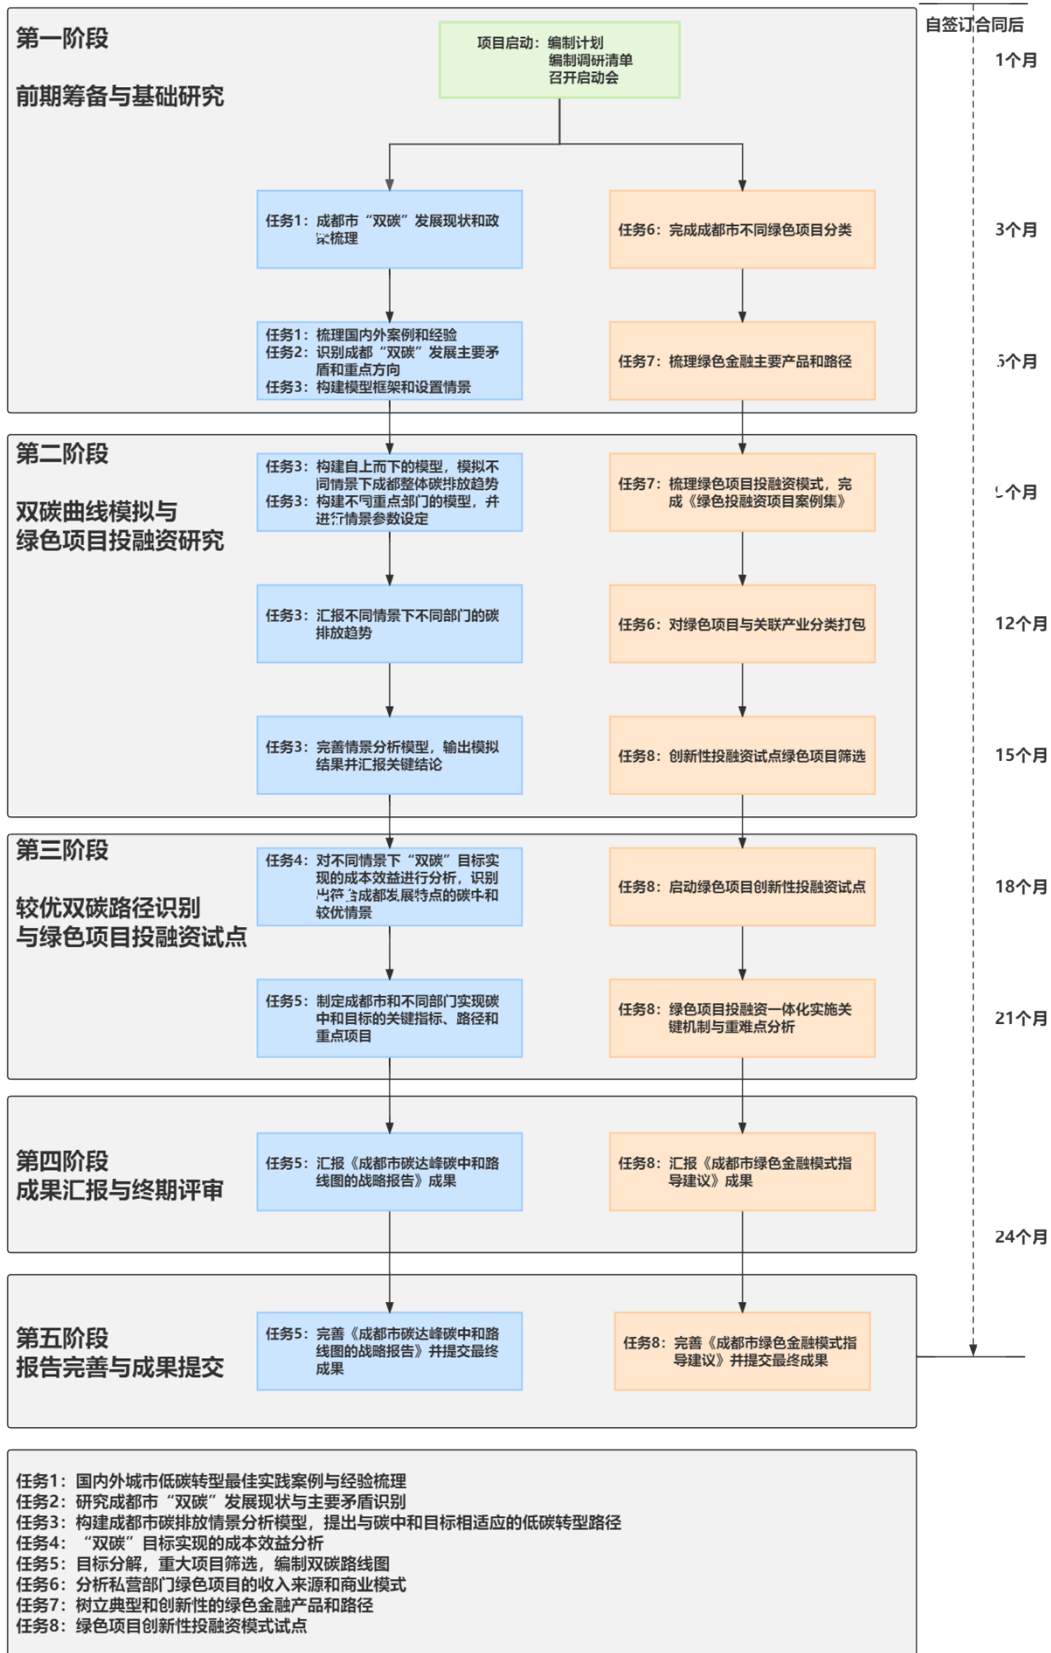 第一阶段
前期筹备与基础研究
自签订合同后
项目启动：编制计划
编制调研清单
召开启动会
1个月
任务1：成都市“双碳”发展现状和政
策梳理
任务6：完成成都市不同绿色项目分类
3个月
任务1：梳理国内外案例和经验
任务2：识别成都“双碳”发展主要矛
盾和重点方向
任务3：构建模型框架和设置情景
任务7：梳理绿色金融主要产品和路径
个月
第二阶段
双碳曲线模拟与
绿色项目投融资研究
任务3：构建自上而下的模型，模拟不
同情景下成都整体碳排放趋势
任务3：构建不同重点部门的模型，并
进行情景参数设定
任务7：梳理绿色项目投融资模式，完
成《绿色投融资项目案例集》
个月
任务3：汇报不同情景下不同部门的碳
排放趋势
任务6：对绿色项目与关联产业分类打包
12个月
任务3：完善情景分析模型，输出模拟
结果并汇报关键结论
任务8：创新性投融资试点绿色项目筛选
15个月
第三阶段
较优双碳路径识别
与绿色项目投融资试点
任务4：对不同情景下“双碳”目标实
现的成本效益进行分析，识别
出符合成都发展特点的碳中和
较优情景
任务8：启动绿色项目创新性投融资试点
18个月
任务5：制定成都市和不同部门实现碳
中和目标的关键指标、路径和
重点项目
任务8：绿色项目投融资一体化实施关
键机制与重难点分析
21个月
第四阶段
成果汇报与终期评审
任务5：汇报《成都市碳达峰碳中和路
线图的战略报告》成果
任务8：汇报《成都市绿色金融模式指
导建议》成果
24个月
第五阶段
报告完善与成果提交
任务5：完善《成都市碳达峰碳中和路
线图的战略报告》并提交最终
成果
任务8：完善《成都市绿色金融模式指
导建议》并提交最终成果
任务1：国内外城市低碳转型最佳实践案例与经验梳理
任务2：研究成都市“双碳”发展现状与主要矛盾识别
任务3：构建成都市碳排放情景分析模型，提出与碳中和目标相适应的低碳转型路径
任务4：“双碳”目标实现的成本效益分析
任务5：目标分解，重大项目筛选，编制双碳路线图
任务6：分析私营部门绿色项目的收入来源和商业模式
任务7：树立典型和创新性的绿色金融产品和路径
任务8：绿色项目创新性投融资模式试点